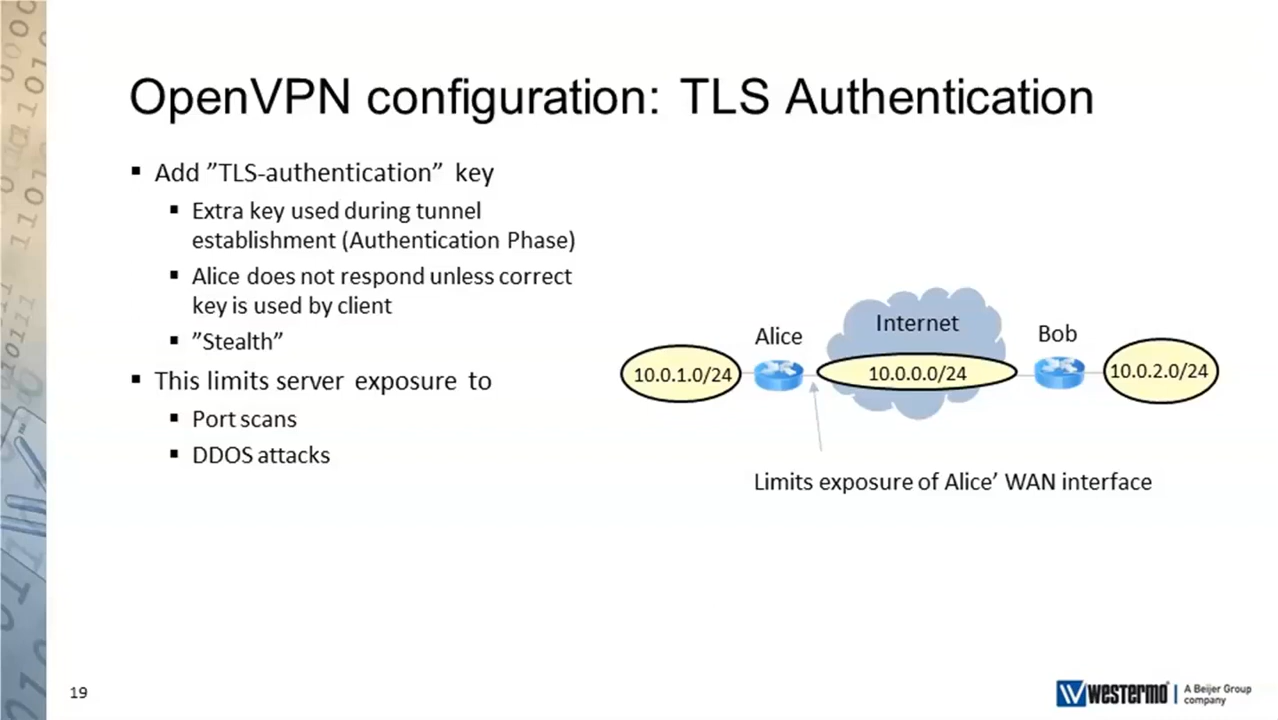 OpenVPN configuration: TLS Authentication
▪ Add ”TLS-authentication” key
▪ Extra key used during tunnel
establishment (Authentication Phase)
▪ Alice does not respond unless correct
key is used by client
▪ ”Stealth”
▪ This limits server exposure to
▪ Port scans
▪ DDOS attacks
Internet
Alice
Bob
10.0.1.0/24
10.0.0.0/24
10.0.2.0/24
Limits exposure of Alice’ WAN interface
19
westermo
A Beijer Group
company